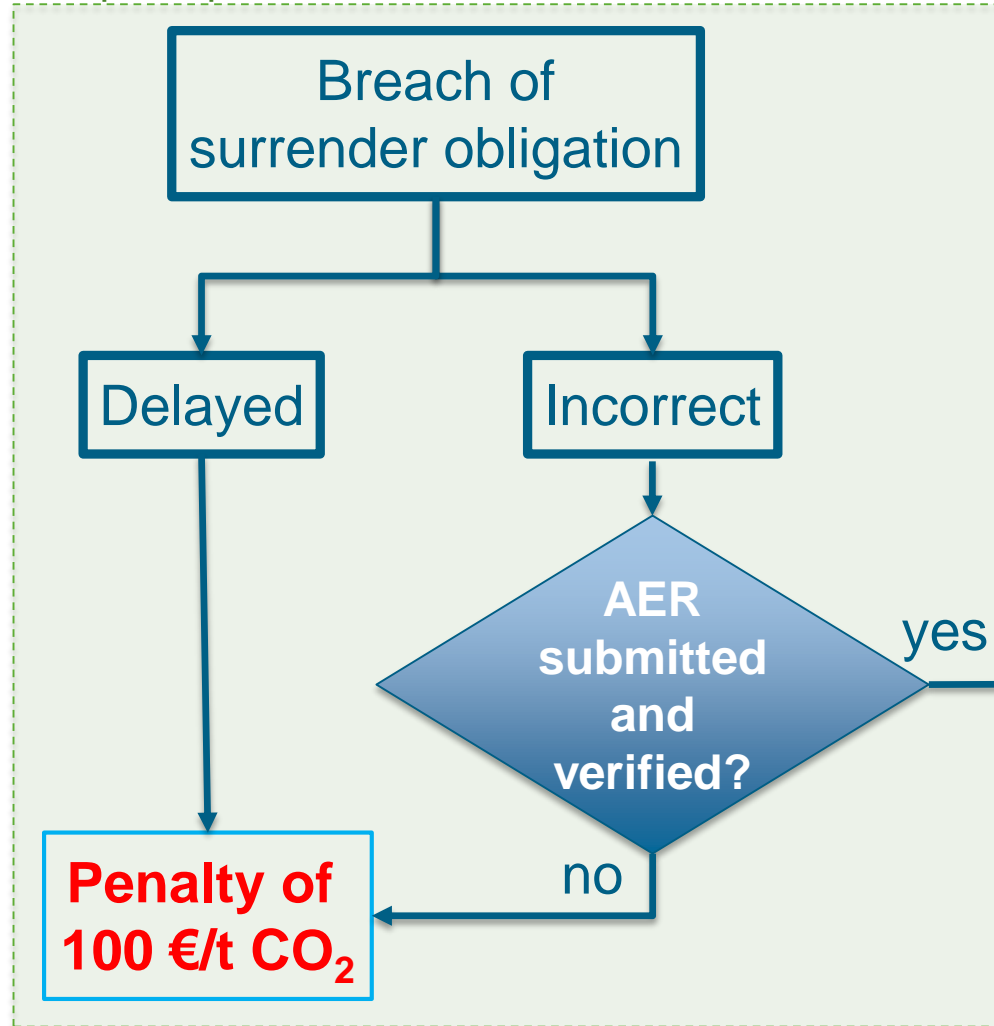 Breach of
surrender obligation
Delayed
Incorrect
AER
submitted
and
verified?
yes
no
Penalty of
100 €/t CO₂